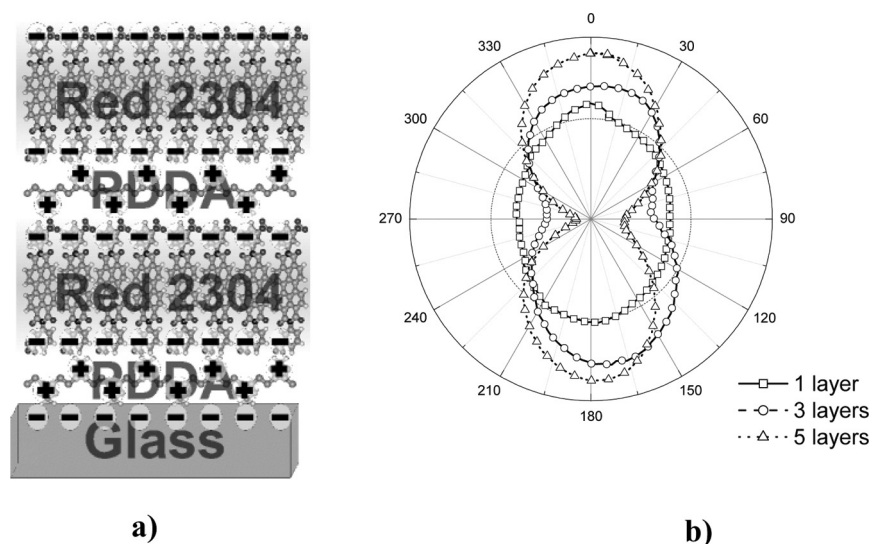 Red 2304
PDDA
Red 2304
PDDA
Glass
a)
0
30
60
90
120
150
180
210
240
270
300
330
1 layer
3 layers
5 layers
b)